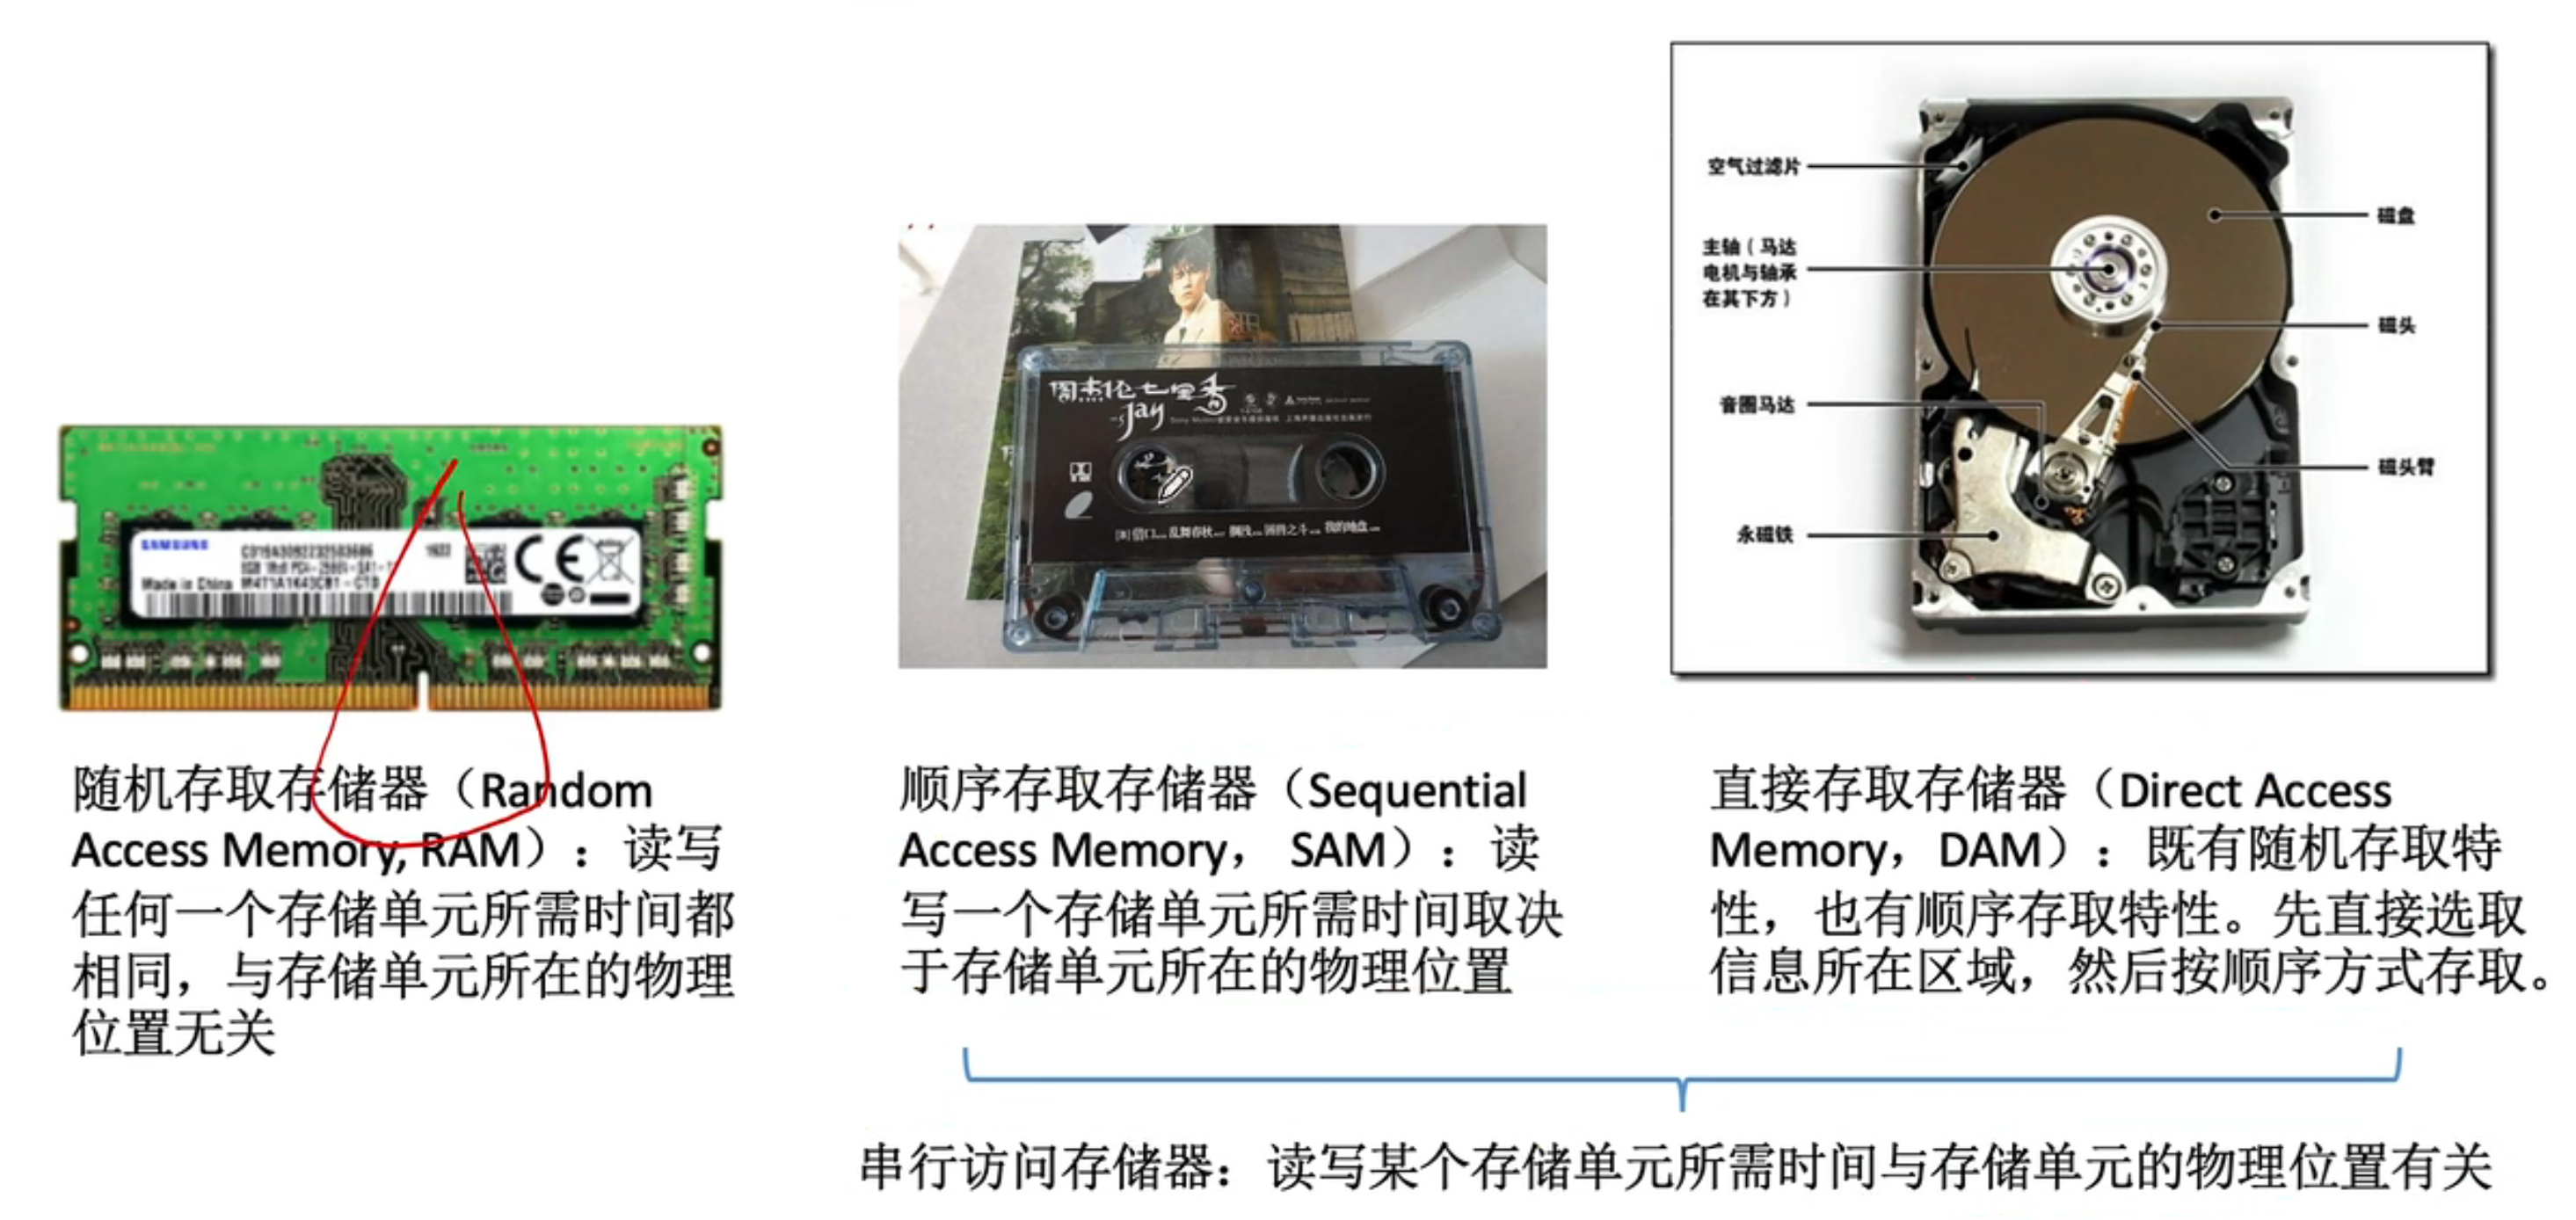 空气过滤片
主轴（马达
电机与轴承
在其下方）
音圈马达
永磁铁
磁盘
磁头
磁头臂
周杰伦七里香
Jay
SAMSUNG
Made in China
随机存取存储器（Random
Access Memory, RAM）：读写
任何一个存储单元所需时间都
相同，与存储单元所在的物理
位置无关
顺序存取存储器（Sequential
Access Memory， SAM）：读
写一个存储单元所需时间取决
于存储单元所在的物理位置
直接存取存储器（Direct Access
Memory，DAM）：既有随机存取特
性，也有顺序存取特性。先直接选取
信息所在区域，然后按顺序方式存取。
串行访问存储器：读写某个存储单元所需时间与存储单元的物理位置有关